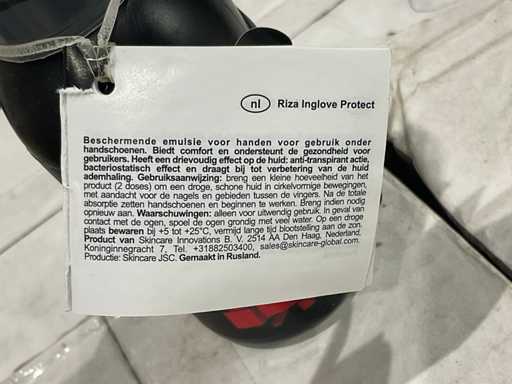 nl Riza Inglove Protect
Beschermende emulsie voor handen voor gebruik onder
handschoenen. Biedt comfort en ondersteunt de gezondheid voor
gebruikers. Heeft een drievoudig effect op de huid: anti-transpirant actie,
bacteriostatisch effect en draagt bij tot verbetering van de huid
ademhaling. Gebruiksaanwijzing: breng een kleine hoeveelheid van het
product (2 doses) om een droge, schone huid in cirkelvormige bewegingen,
met aandacht voor de nagels en gebieden tussen de vingers. Na de totale
absorptie zetten handschoenen en beginnen te werken. Breng indien nodig
opnieuw aan. Waarschuwingen: alleen voor uitwendig gebruik. In geval van
contact met de ogen, spoel de ogen grondig met veel water. Op een droge
plaats bewaren bij +5 tot +25°C, vermijd lange tijd blootstelling aan de zon.
Product van Skincare Innovations B. V. 2514 AA Den Haag, Nederland,
Koninginnegracht 7, Tel. +31882503400, sales@skincare-global.com.
Productie: Skincare JSC. Gemaakt in Rusland.